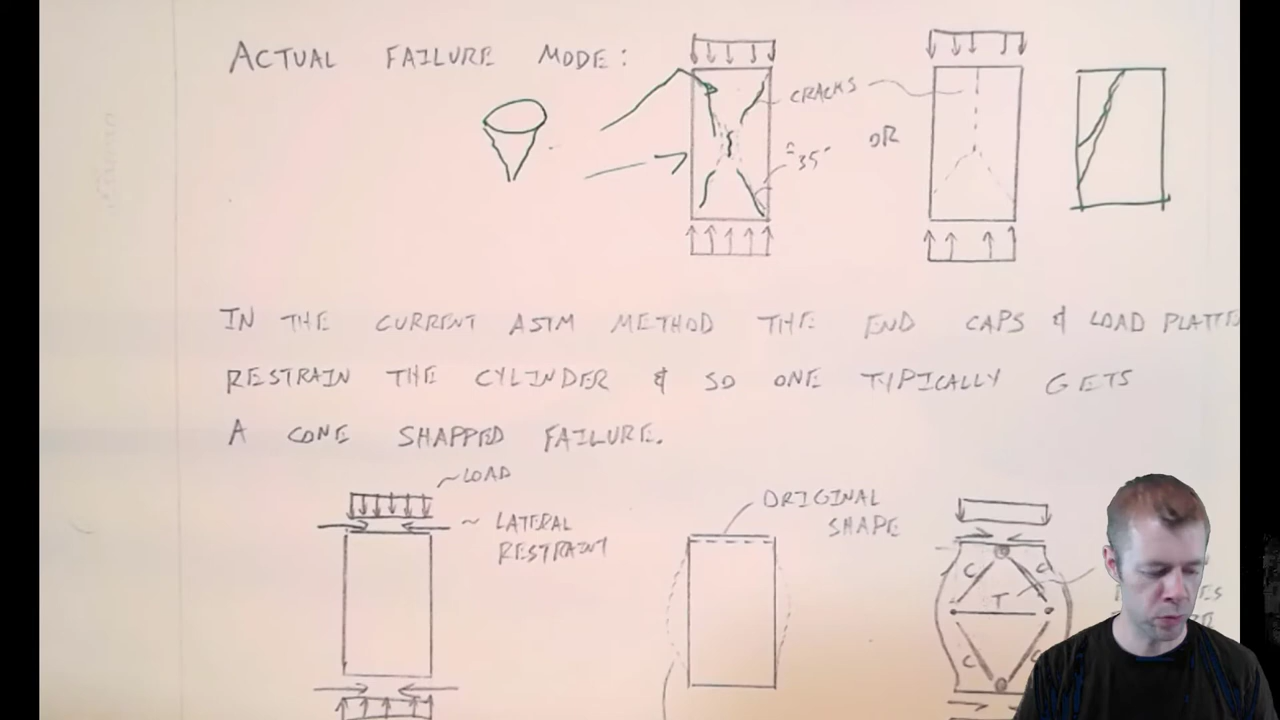 ACTUAL FAILURE MODE:
CRACKS
OR
≈35°
IN THE CURRENT ASTM METHOD THE END CAPS & LOAD
RESTRAIN THE CYLINDER & SO ONE TYPICALLY GETS
A CONE SHAPPED FAILURE.
~LOAD
~ LATERAL
RESTRAINT
ORIGINAL
SHAPE
C C
T
C